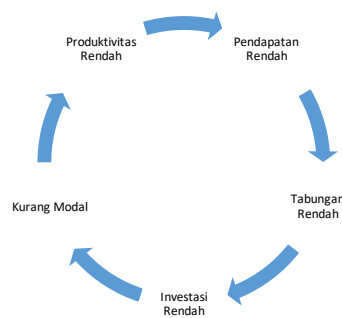 Produktivitas
Rendah
Pendapatan
Rendah
Tabungan
Rendah
Investasi
Rendah
Kurang Modal